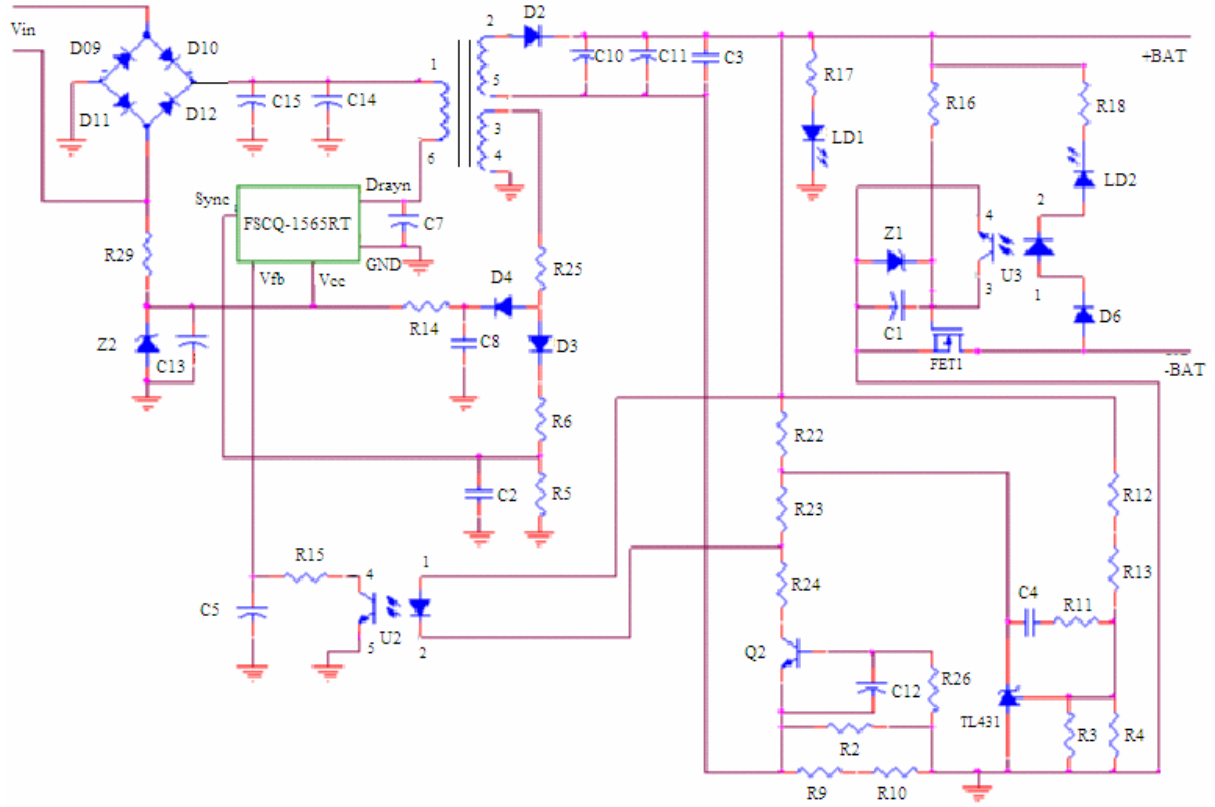 Vin
D09
D10
D11
D12
C15
C14
1
6
2
5
3
4
D2
C10
C11
C3
R17
LD1
+BAT
R16
R18
LD2
Sync
Drayn
FSCQ-1565RT
C7
GND
Vfb
Vcc
R29
R25
D4
R14
C8
D3
Z2
C13
R6
C2
R5
4
2
Z1
U3
3
1
C1
D6
FET1
-BAT
R22
R23
R12
R13
R24
R15
4
1
C5
U2
5
2
C4
R11
Q2
C12
R26
TL431
R3
R4
R2
R9
R10